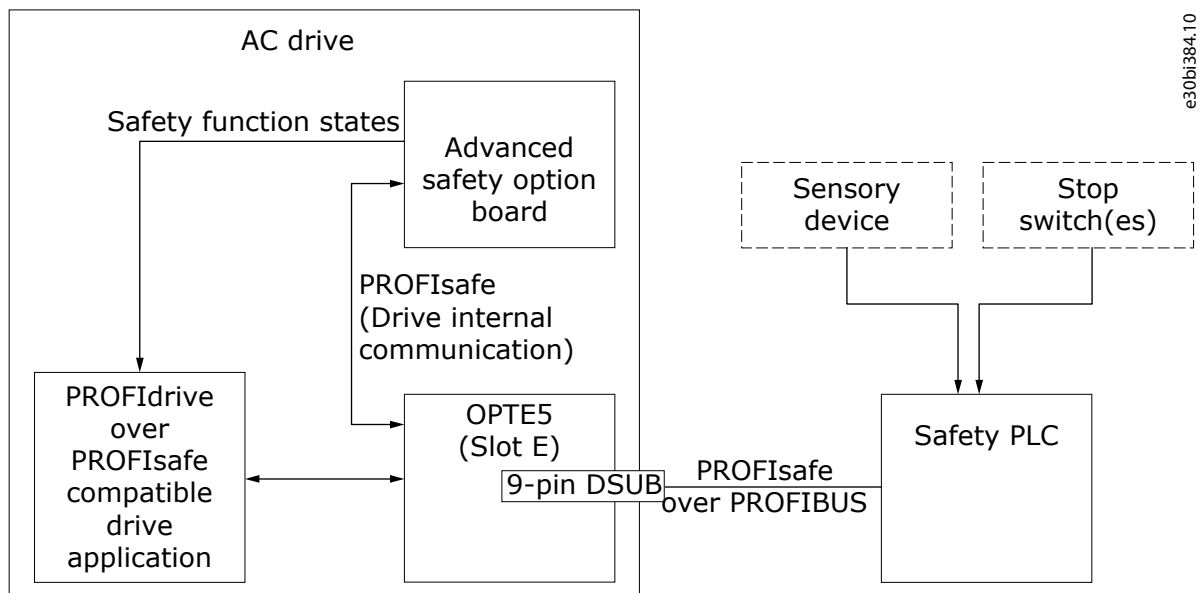 AC drive
Safety function states
Advanced
safety option
board
PROFIsafe
(Drive internal
communication)
PROFIdrive
over
PROFIsafe
compatible
drive
application
OPTE5
(Slot E)
9-pin DSUB
PROFIsafe
over PROFIBUS
Sensory
device
Stop
switch(es)
Safety PLC
e30bi384.10